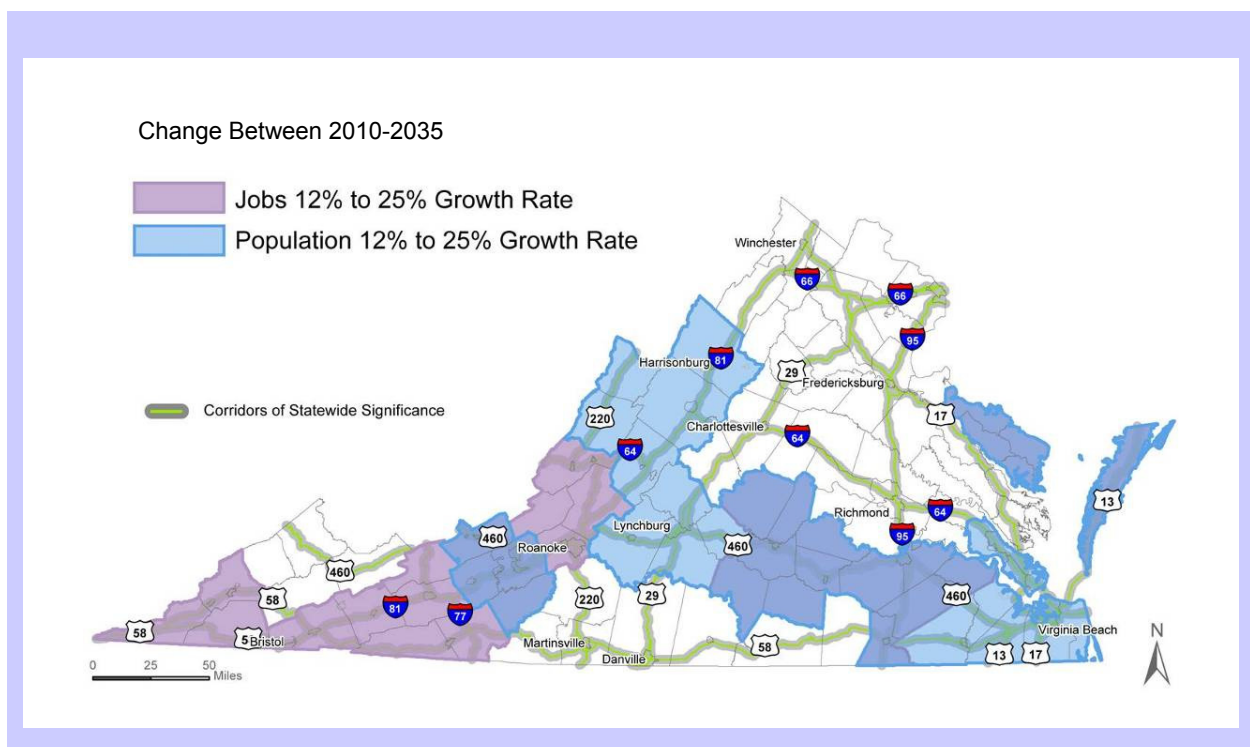 Change Between 2010-2035
Jobs 12% to 25% Growth Rate
Population 12% to 25% Growth Rate
Winchester
66
66
95
Harrisonburg
81
29
Fredericksburg
Corridors of Statewide Significance
220
17
Charlottesville
64
64
13
Lynchburg
Richmond
64
460
Roanoke
460
95
460
58
81
220
29
460
77
58
5
Bristol
Martinsville
58
Virginia Beach
N
Danville
13
17
0 25 50
Miles